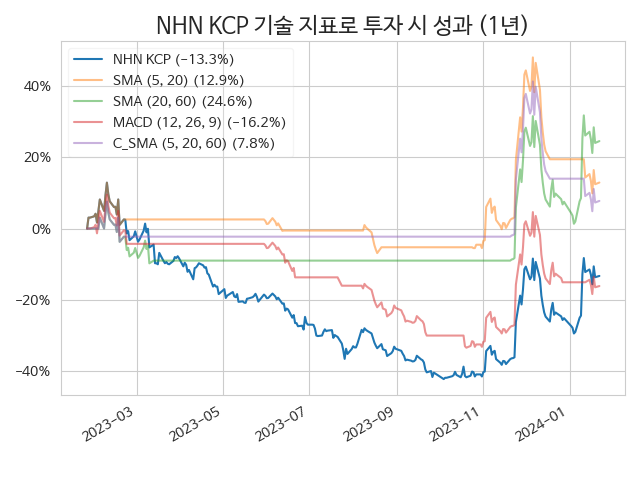 NHN KCP 기술 지표로 투자 시 성과 (1년)
NHN KCP (−13.3%)
SMA (5, 20) (12.9%)
SMA (20, 60) (24.6%)
MACD (12, 26, 9) (−16.2%)
C_SMA (5, 20, 60) (7.8%)
40%
20%
0%
−20%
−40%
2023−03
2023−05
2023−07
2023−09
2023−11
2024−01